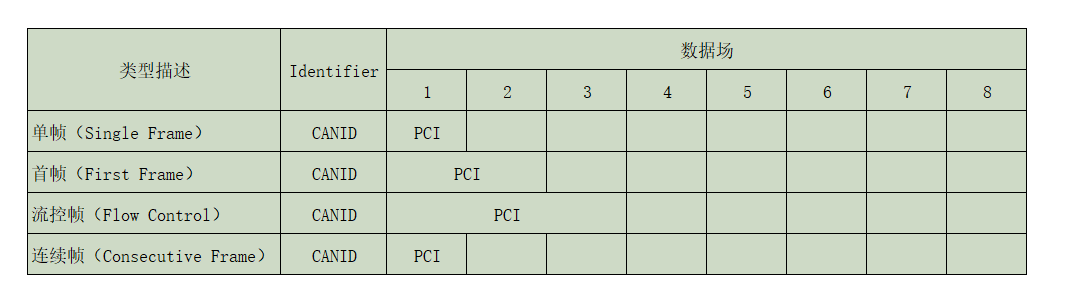 类型描述 Identifier 数据场
1 2 3 4 5 6 7 8
单帧（Single Frame） CANID PCI
首帧（First Frame） CANID PCI
流控帧（Flow Control） CANID PCI
连续帧（Consecutive Frame） CANID PCI